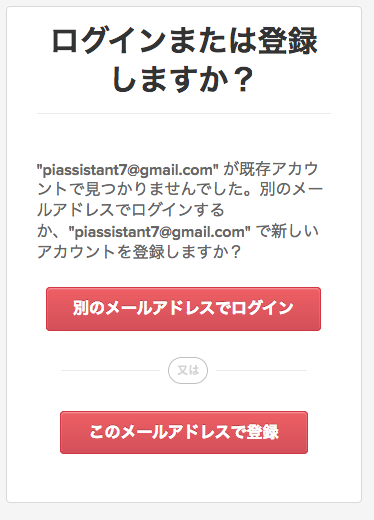 ログインまたは登録
しますか？
"piassistant7@gmail.com" が既存アカウ
ントで見つかりませんでした。別のメー
ルアドレスでログインする
か、"piassistant7@gmail.com" で新しい
アカウントを登録しますか？
別のメールアドレスでログイン
又は
このメールアドレスで登録